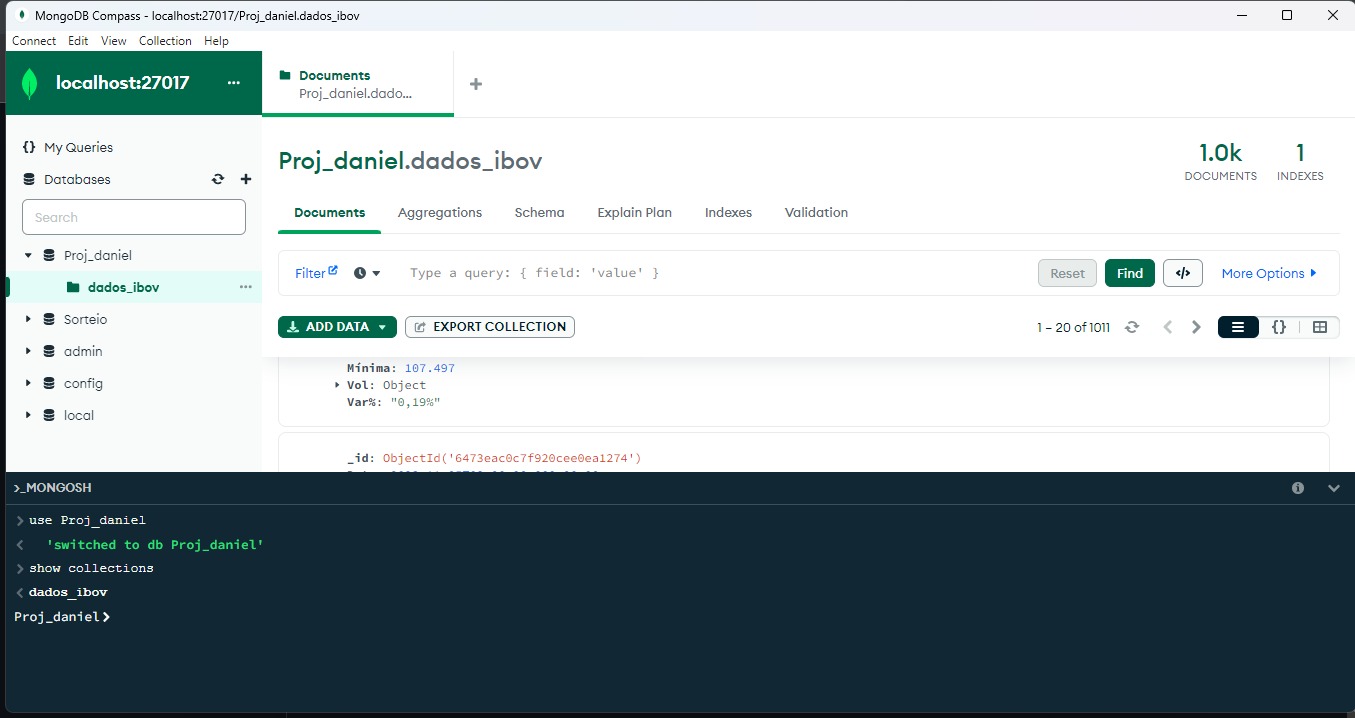 MongoDB Compass - localhost:27017/Proj_daniel.dados_ibov
Connect Edit View Collection Help
localhost:27017 ...
Documents
Proj_daniel.dado...
My Queries
Databases
Search
Proj_daniel
dados_ibov ...
Sorteio
admin
config
local
Proj_daniel.dados_ibov
1.0k
DOCUMENTS
1
INDEXES
Documents Aggregations Schema Explain Plan Indexes Validation
Filter Type a query: { field: 'value' } Reset Find </> More Options
ADD DATA EXPORT COLLECTION 1 – 20 of 1011 {}
Mínima: 107.497
Vol: Object
Var%: "0,19%"
_id: ObjectId('6473eac0c7f920cee0ea1274')
>_MONGOSH
> use Proj_daniel
< 'switched to db Proj_daniel'
> show collections
< dados_ibov
Proj_daniel>